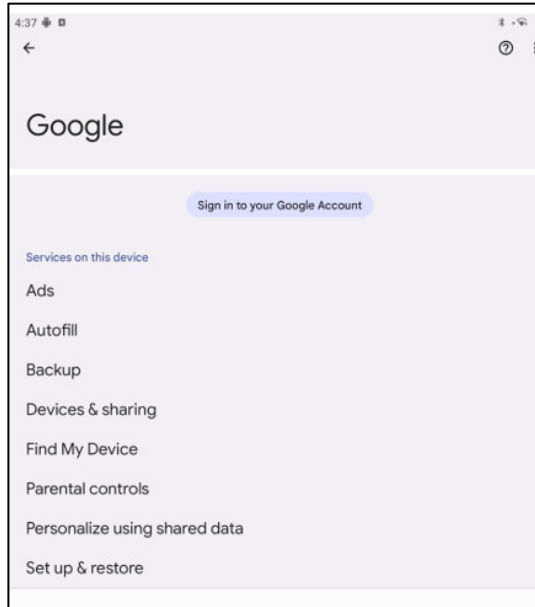 4:37
Google
Sign in to your Google Account
Services on this device
Ads
Autofill
Backup
Devices & sharing
Find My Device
Parental controls
Personalize using shared data
Set up & restore